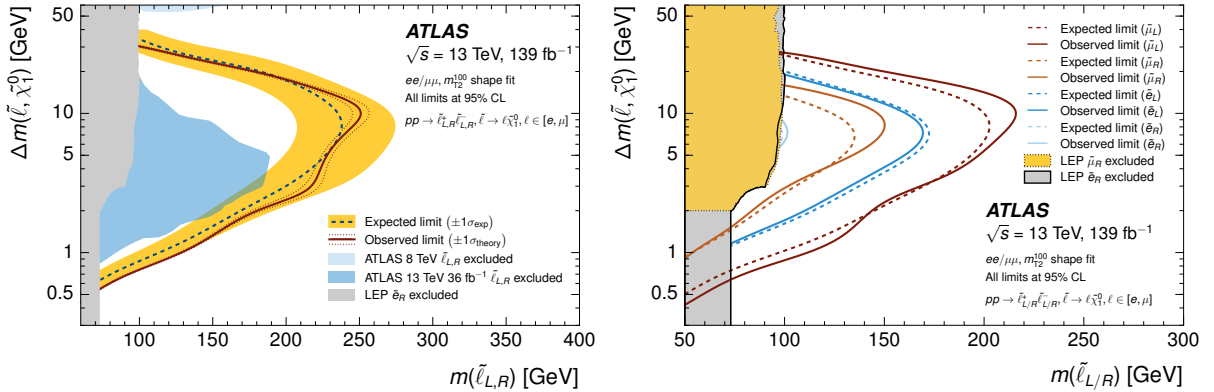 ATLAS
√s = 13 TeV, 139 fb⁻¹
ee/μμ, m_T2^100 shape fit
All limits at 95% CL
pp → ℓ̃⁺_L,R ℓ̃⁻_L,R, ℓ̃ → ℓχ̃⁰₁, ℓ ∈ [e, μ]
Expected limit (±1σ_exp)
Observed limit (±1σ_theory)
ATLAS 8 TeV ℓ̃_L,R excluded
ATLAS 13 TeV 36 fb⁻¹ ℓ̃_L,R excluded
LEP ẽ_R excluded
Δm(ℓ̃, χ̃⁰₁) [GeV]
50
10
5
1
0.5
100 150 200 250 300 350 400
m(ℓ̃_L,R) [GeV]
Expected limit (μ̃_L)
Observed limit (μ̃_L)
Expected limit (μ̃_R)
Observed limit (μ̃_R)
Expected limit (ẽ_L)
Observed limit (ẽ_L)
Expected limit (ẽ_R)
Observed limit (ẽ_R)
LEP μ̃_R excluded
LEP ẽ_R excluded
ATLAS
√s = 13 TeV, 139 fb⁻¹
ee/μμ, m_T2^100 shape fit
All limits at 95% CL
pp → ℓ̃⁺_L/R ℓ̃⁻_L/R, ℓ̃ → ℓχ̃⁰₁, ℓ ∈ [e, μ]
Δm(ℓ̃, χ̃⁰₁) [GeV]
50
10
5
1
0.5
50 100 150 200 250 300
m(ℓ̃_L/R) [GeV]